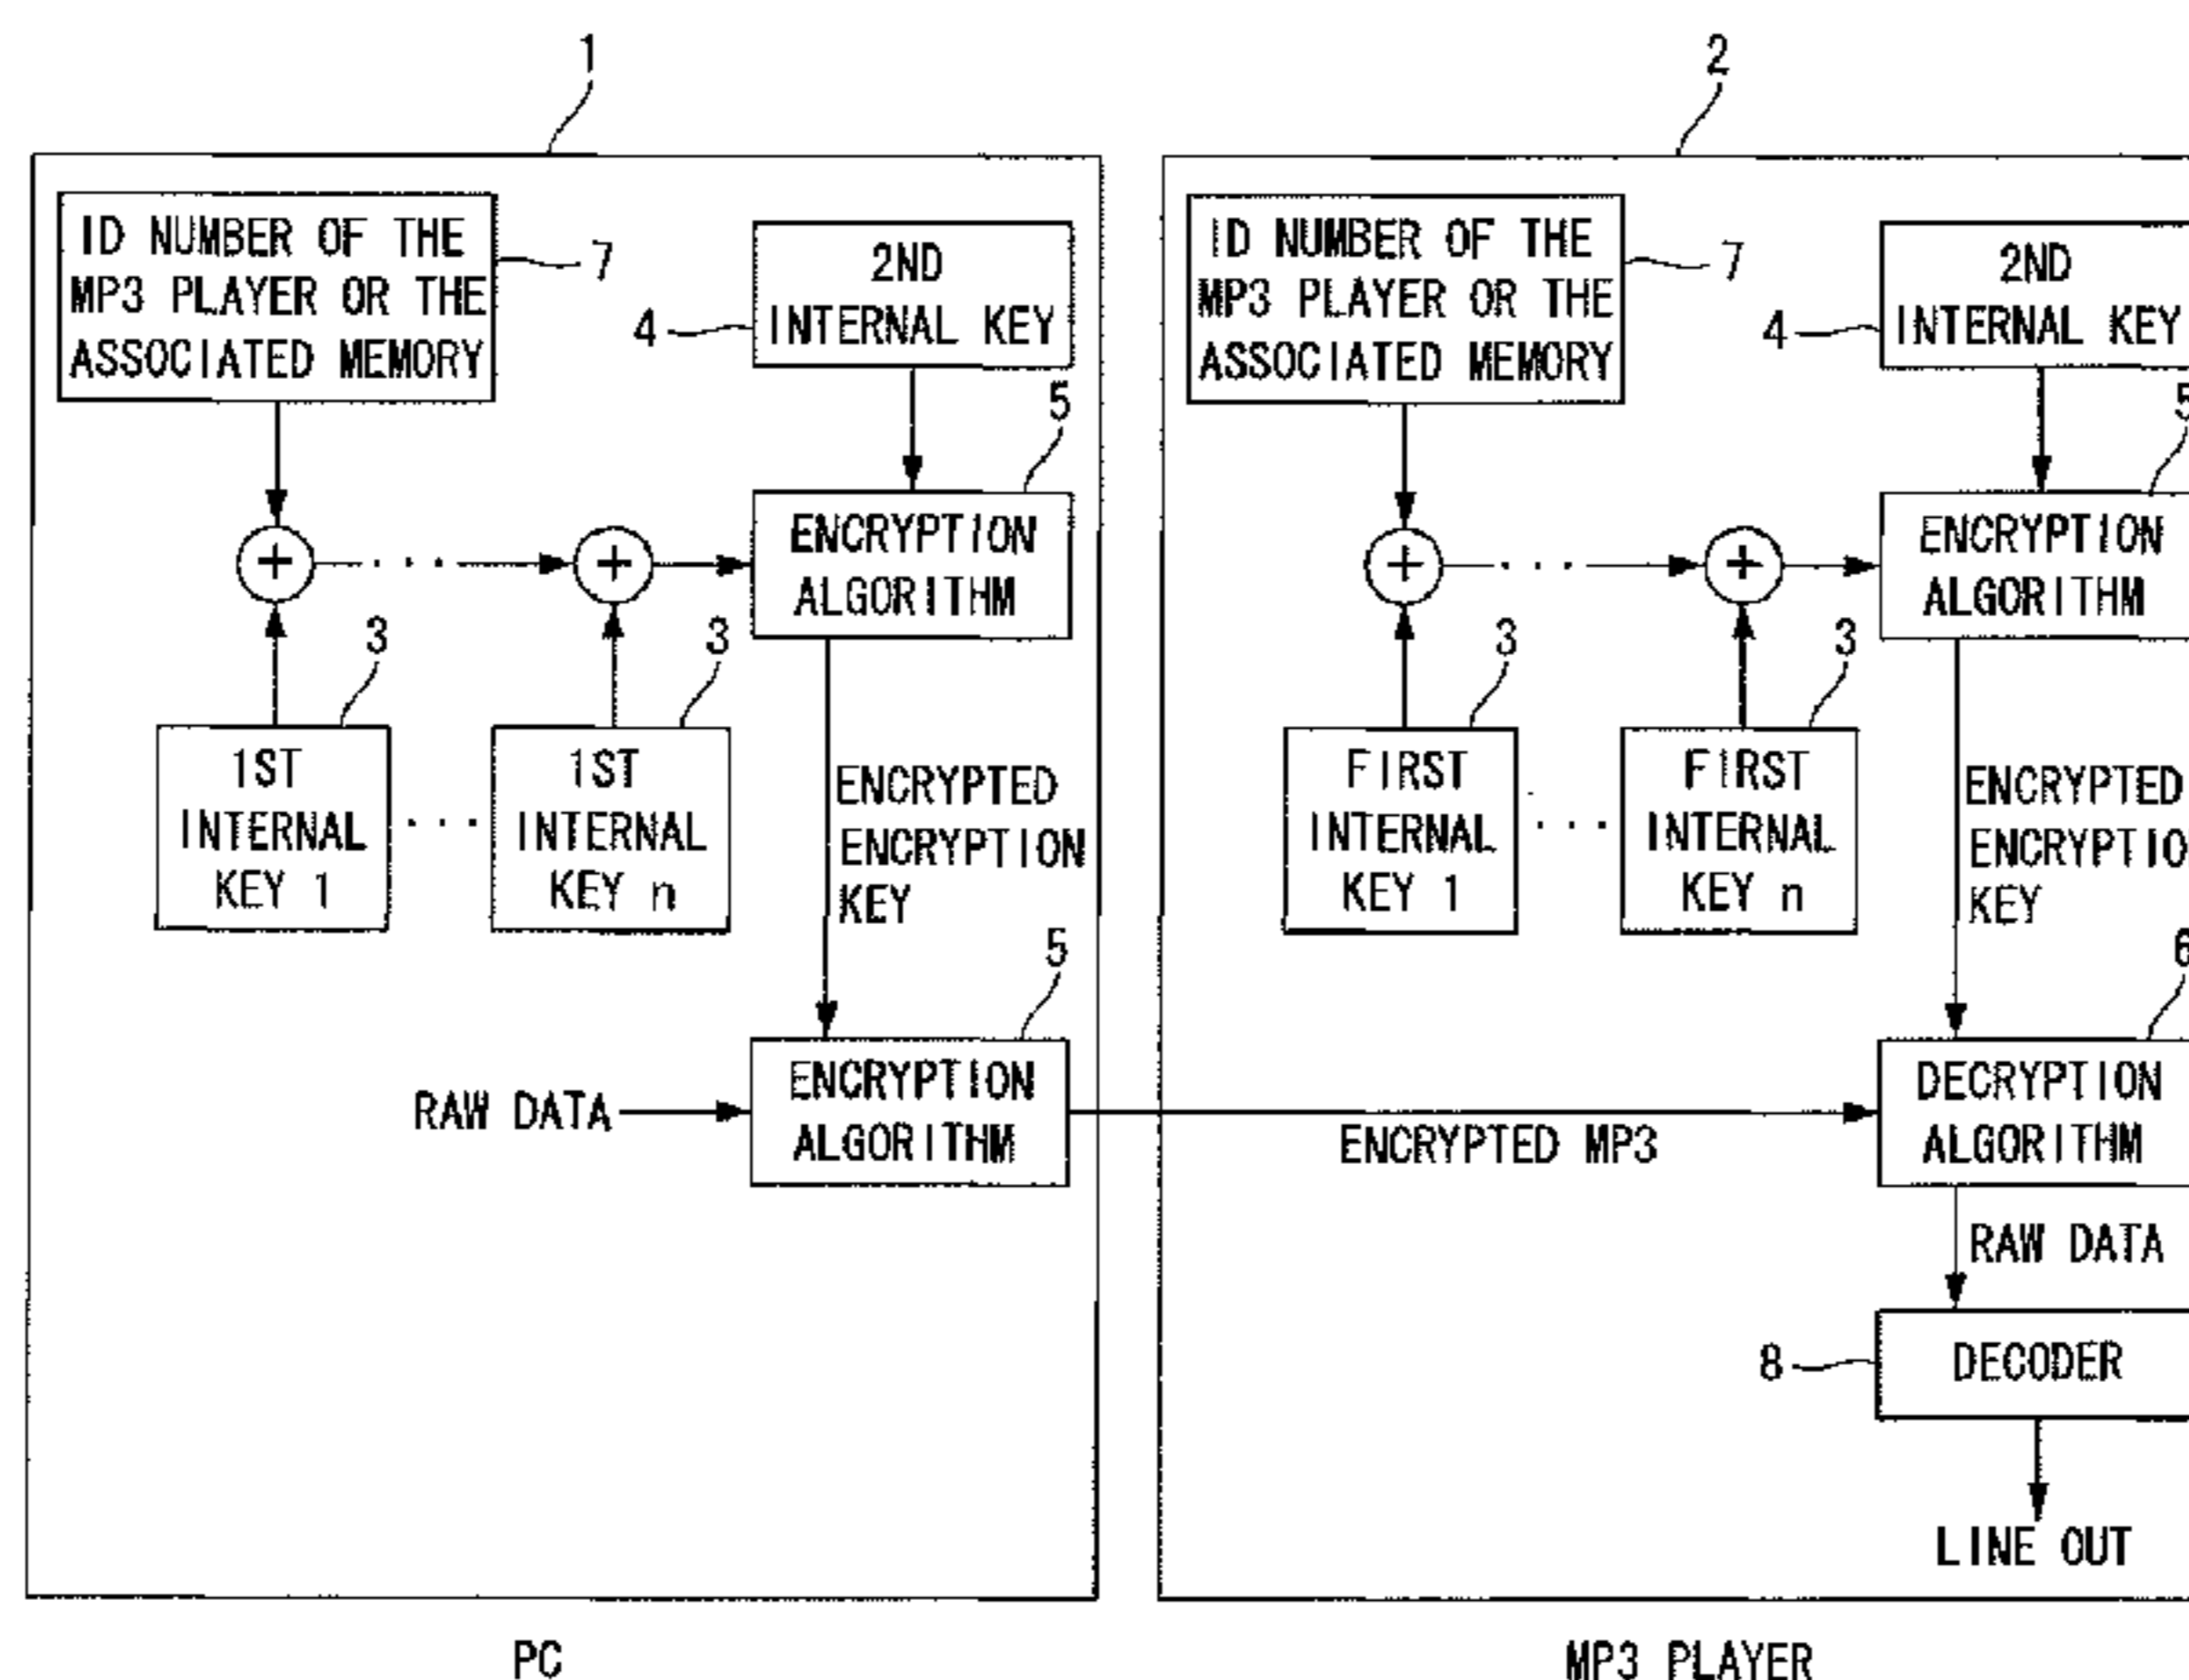 1
2
ID NUMBER OF THE
MP3 PLAYER OR THE
ASSOCIATED MEMORY
7
2ND
INTERNAL KEY
4
5
ENCRYPTION
ALGORITHM
+
+
3
3
1ST
INTERNAL
KEY 1
...
1ST
INTERNAL
KEY n
ENCRYPTED
ENCRYPTION
KEY
5
RAW DATA
ENCRYPTION
ALGORITHM
ENCRYPTED MP3
ID NUMBER OF THE
MP3 PLAYER OR THE
ASSOCIATED MEMORY
7
2ND
INTERNAL KEY
4
5
ENCRYPTION
ALGORITHM
+
+
3
3
FIRST
INTERNAL
KEY 1
...
FIRST
INTERNAL
KEY n
ENCRYPTED
ENCRYPTIO
KEY
6
DECRYPTION
ALGORITHM
RAW DATA
8
DECODER
LINE OUT
PC
MP3 PLAYER